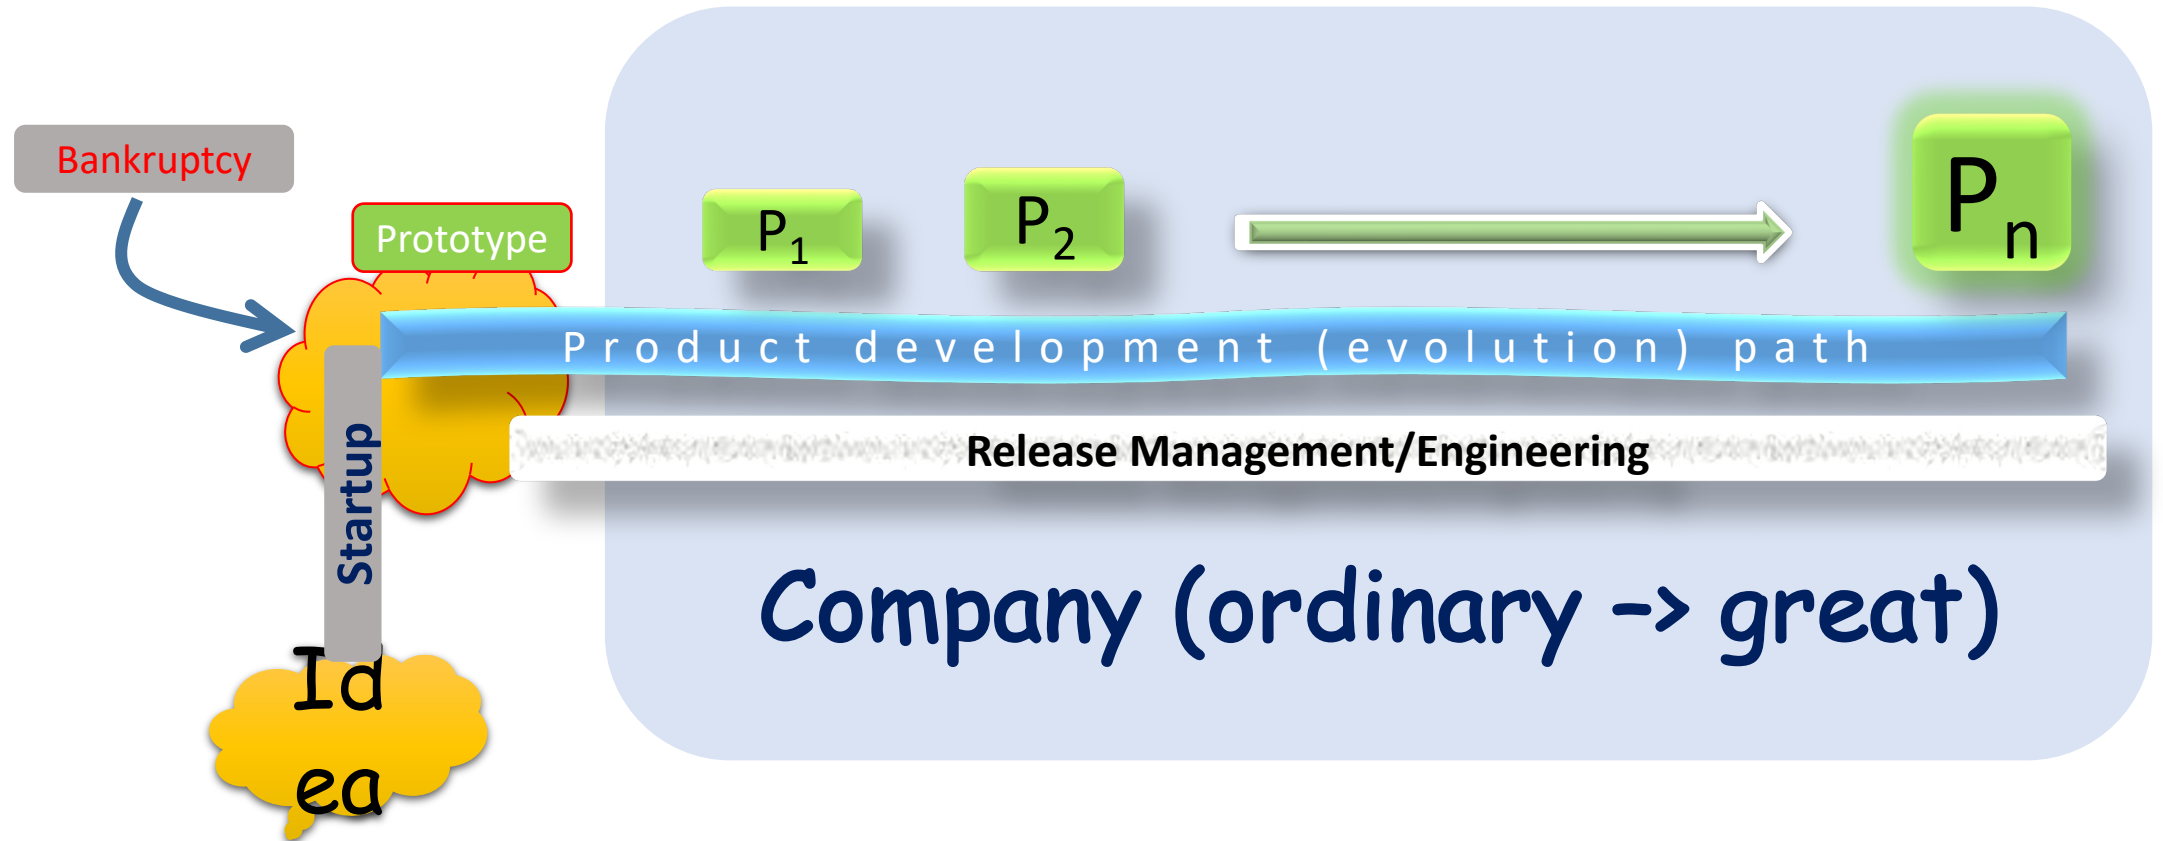 Bankruptcy
Prototype
P1
P2
Pn
Product development (evolution) path
Release Management/Engineering
Startup
Company (ordinary -> great)
Id
ea